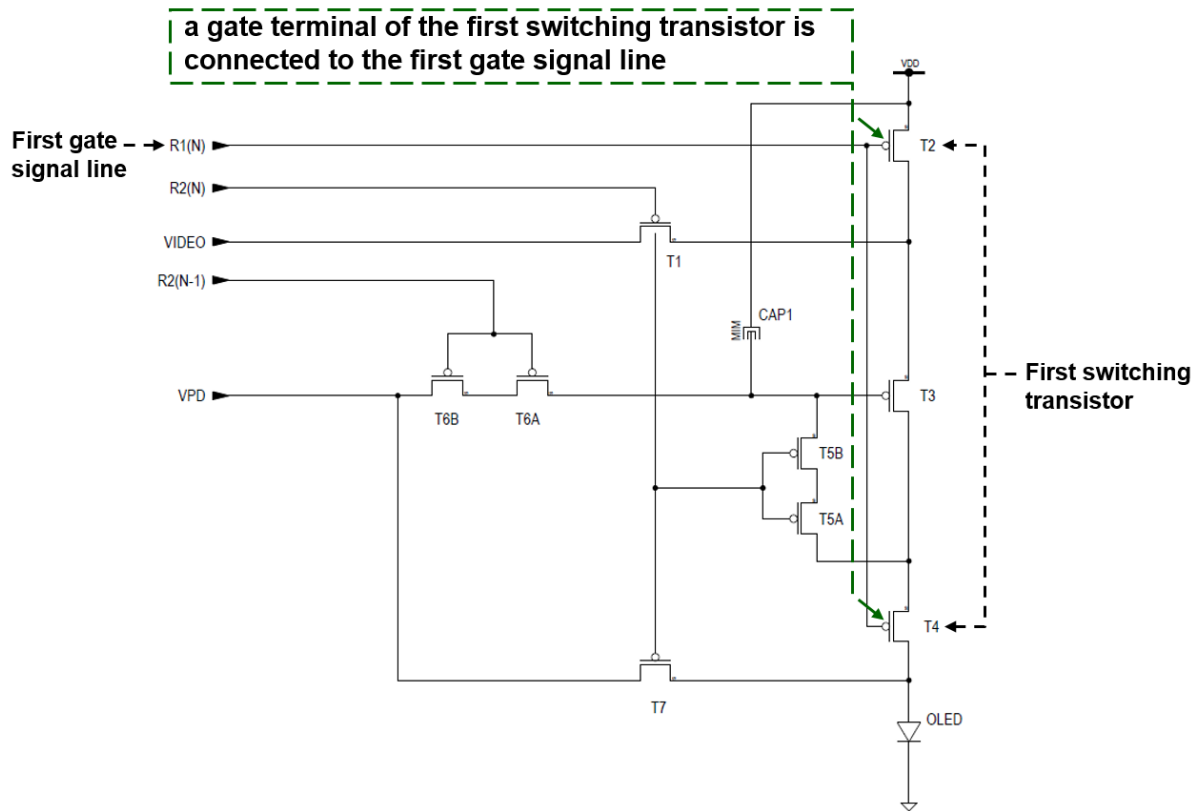 a gate terminal of the first switching transistor is
connected to the first gate signal line
VDD
First gate
signal line
R1(N)
T2
R2(N)
VIDEO
T1
R2(N-1)
CAP1
MIM
First switching
transistor
VPD
T3
T6B
T6A
T5B
T5A
T4
T7
OLED